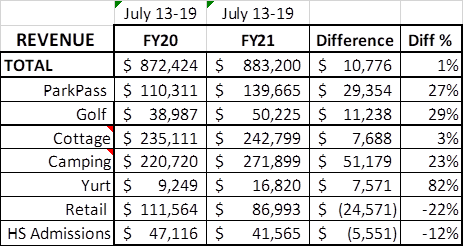 July 13-19 July 13-19
REVENUE FY20 FY21 Difference Diff %
TOTAL $ 872,424 $ 883,200 $ 10,776 1%
ParkPass $ 110,311 $ 139,665 $ 29,354 27%
Golf $ 38,987 $ 50,225 $ 11,238 29%
Cottage $ 235,111 $ 242,799 $ 7,688 3%
Camping $ 220,720 $ 271,899 $ 51,179 23%
Yurt $ 9,249 $ 16,820 $ 7,571 82%
Retail $ 111,564 $ 86,993 $ (24,571) -22%
HS Admissions $ 47,116 $ 41,565 $ (5,551) -12%